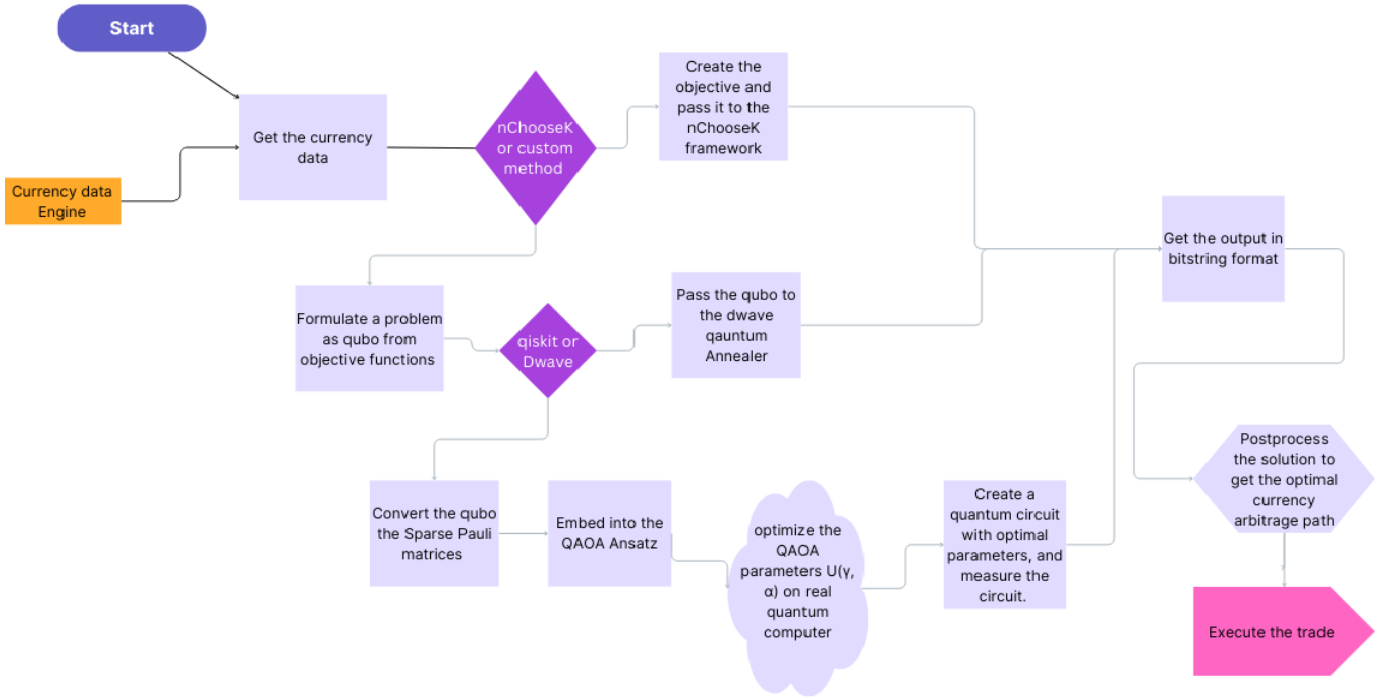 Start
Get the currency
data
Currency data
Engine
nChooseK
or custom
method
Create the
objective and
pass it to the
nChooseK
framework
Get the output in
bitstring format
Formulate a problem
as qubo from
objective functions
qiskit or
Dwave
Pass the qubo to
the dwave
qauntum
Annealer
Postprocess
the solution to
get the optimal
currency
arbitrage path
Convert the qubo
the Sparse Pauli
matrices
Embed into the
QAOA Ansatz
optimize the
QAOA
parameters U(γ,
α) on real
quantum
computer
Create a
quantum circuit
with optimal
parameters, and
measure the
circuit.
Execute the trade